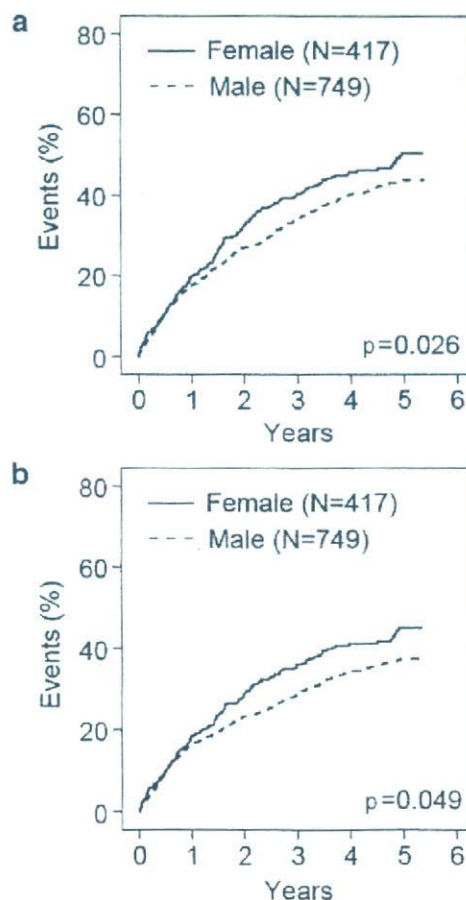 a
80
Female (N=417)
Male (N=749)
60
Events (%)
40
20
0
p=0.026
0 1 2 3 4 5 6
Years
b
80
Female (N=417)
Male (N=749)
60
Events (%)
40
20
0
p=0.049
0 1 2 3 4 5 6
Years